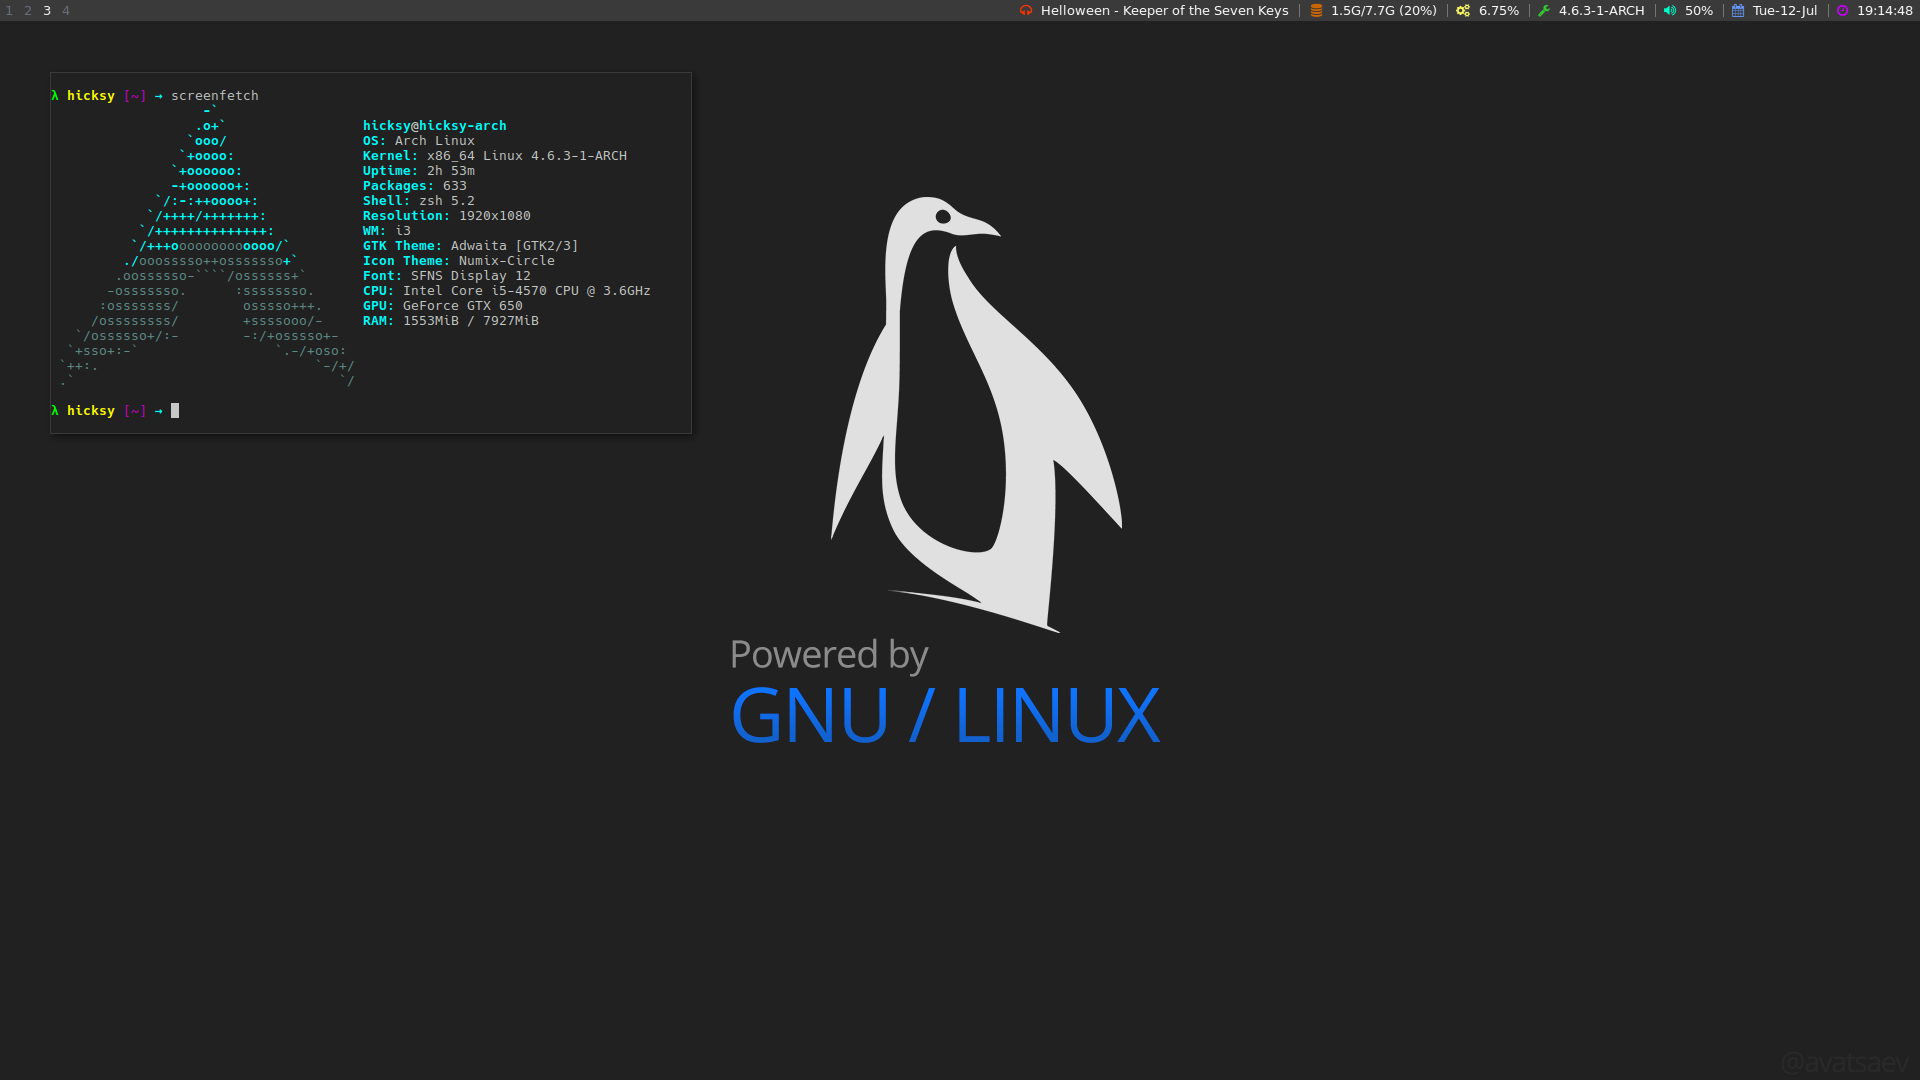 1 2 3 4 Helloween - Keeper of the Seven Keys | 1.5G/7.7G (20%) | 6.75% | 4.6.3-1-ARCH | 50% | Tue-12-Jul | 19:14:48
λ hicksy [~] → screenfetch
-`
.o+` hicksy@hicksy-arch
`ooo/ OS: Arch Linux
`+oooo: Kernel: x86_64 Linux 4.6.3-1-ARCH
`+oooooo: Uptime: 2h 53m
-+oooooo+: Packages: 633
`/:-:++oooo+: Shell: zsh 5.2
`/++++/+++++++: Resolution: 1920x1080
`/++++++++++++++: WM: i3
`/+++ooooooooooooo/` GTK Theme: Adwaita [GTK2/3]
./ooosssso++osssssso+` Icon Theme: Numix-Circle
.oossssso-````/ossssss+` Font: SFNS Display 12
-osssssso. :ssssssso. CPU: Intel Core i5-4570 CPU @ 3.6GHz
:osssssss/ osssso+++. GPU: GeForce GTX 650
/ossssssss/ +ssssooo/- RAM: 1553MiB / 7927MiB
`/ossssso+/:- -:/+osssso+-
`+sso+:-` `.-/+oso:
`++:. `-/+/
.` `/
λ hicksy [~] →
Powered by
GNU / LINUX
@avatsaev